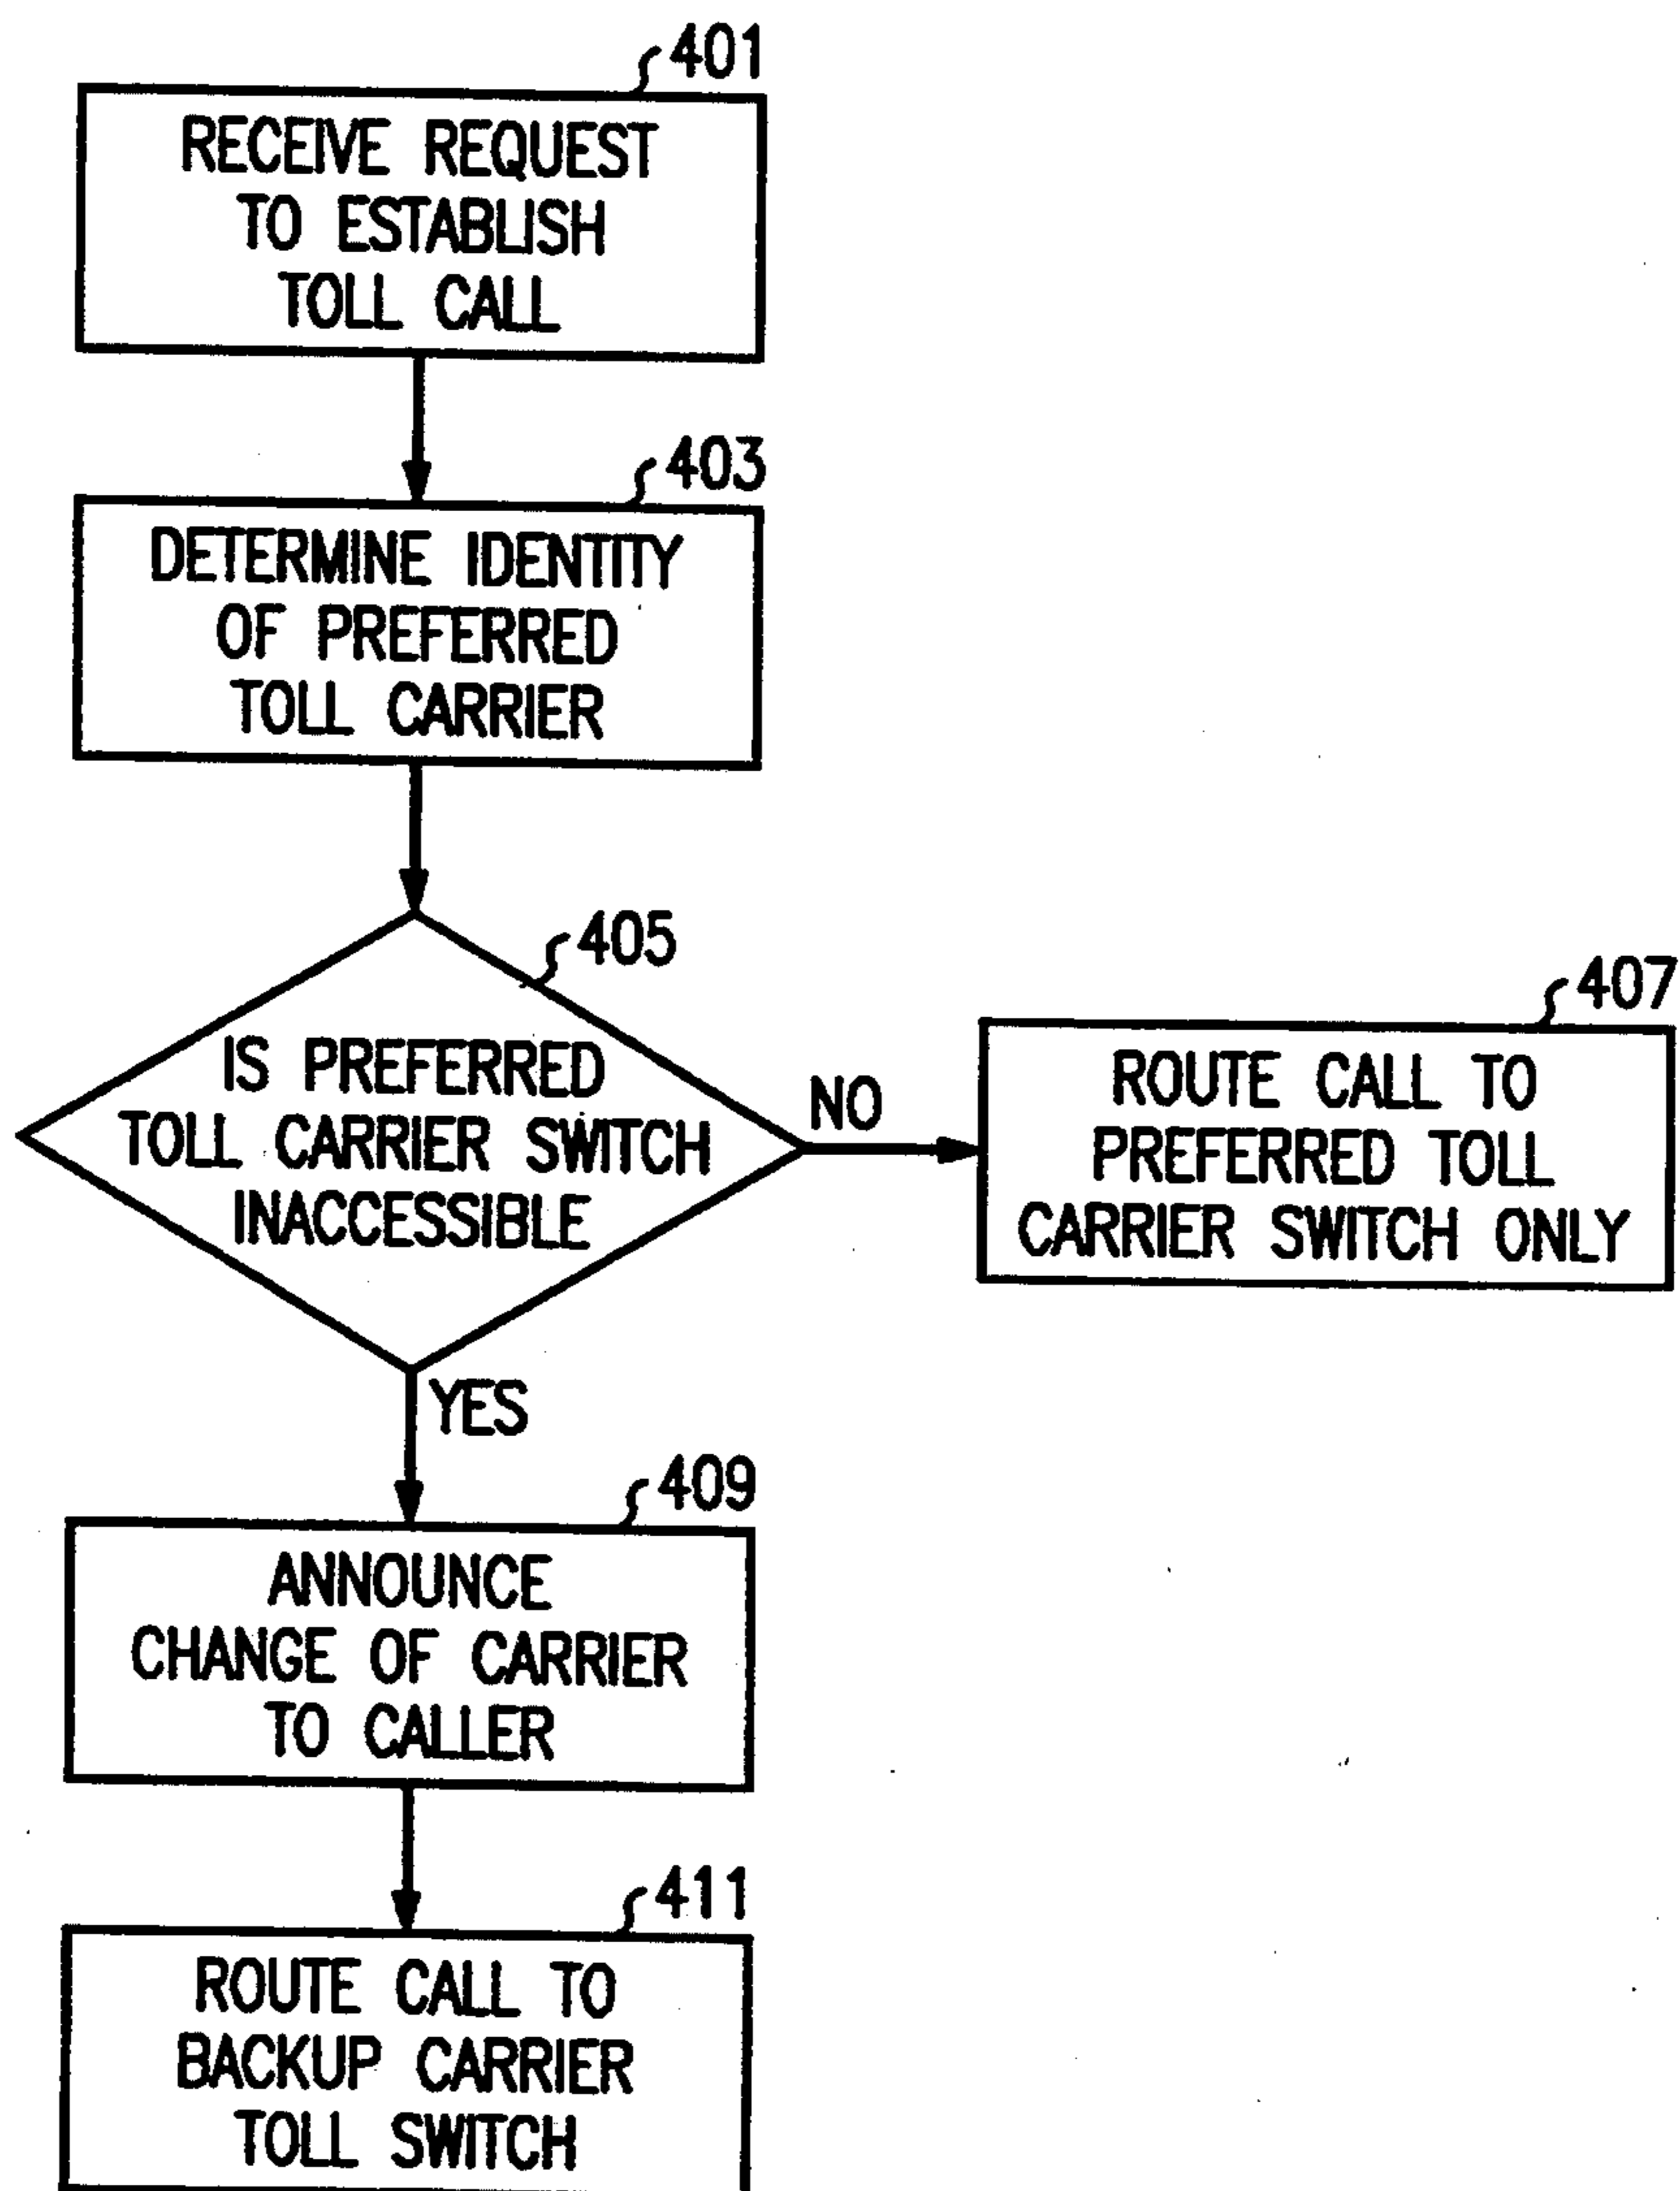 401
RECEIVE REQUEST
TO ESTABLISH
TOLL CALL
403
DETERMINE IDENTITY
OF PREFERRED
TOLL CARRIER
405
IS PREFERRED
TOLL CARRIER SWITCH
INACCESSIBLE
NO
407
ROUTE CALL TO
PREFERRED TOLL
CARRIER SWITCH ONLY
YES
409
ANNOUNCE
CHANGE OF CARRIER
TO CALLER
411
ROUTE CALL TO
BACKUP CARRIER
TOLL SWITCH